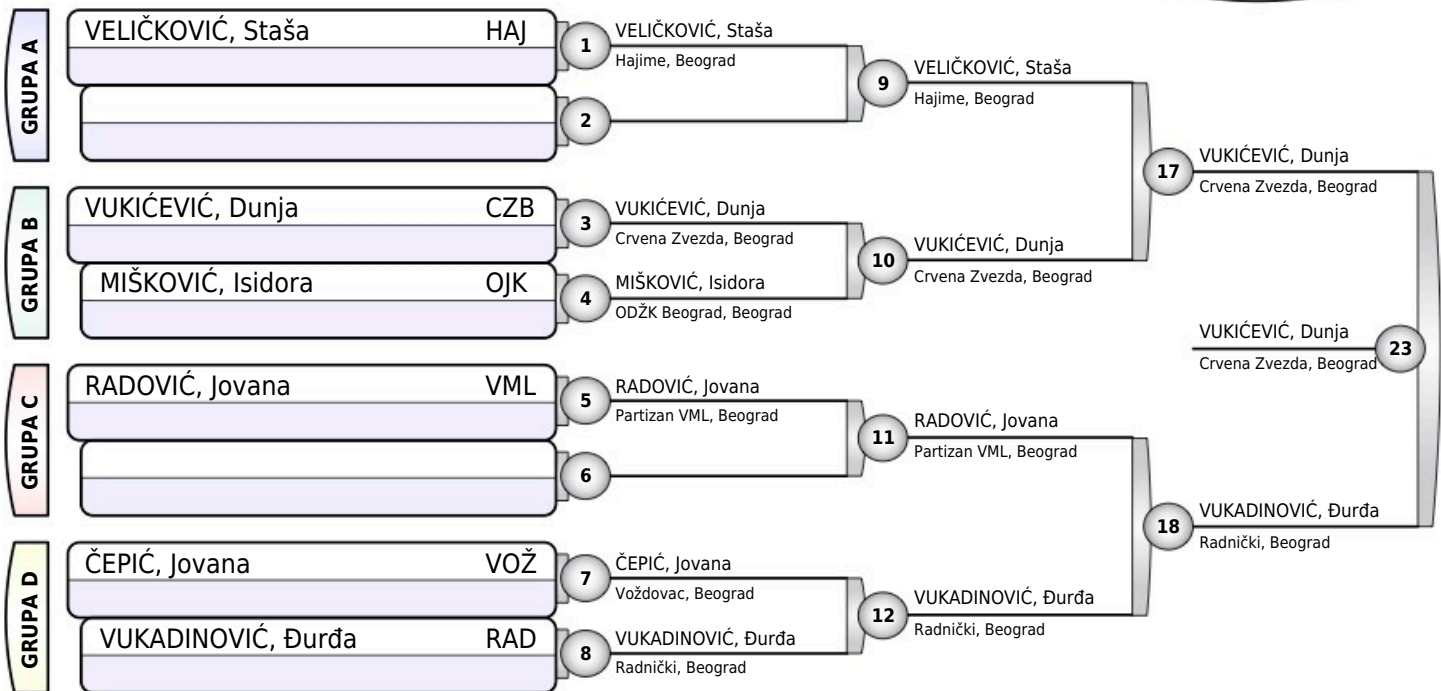 GRUPA A
VELIČKOVIĆ, Staša HAJ
1
2
VELIČKOVIĆ, Staša
Hajime, Beograd
9
VELIČKOVIĆ, Staša
Hajime, Beograd
GRUPA B
VUKIĆEVIĆ, Dunja CZB
MIŠKOVIĆ, Isidora OJK
3
4
VUKIĆEVIĆ, Dunja
Crvena Zvezda, Beograd
MIŠKOVIĆ, Isidora
ODŽK Beograd, Beograd
10
VUKIĆEVIĆ, Dunja
Crvena Zvezda, Beograd
17
VUKIĆEVIĆ, Dunja
Crvena Zvezda, Beograd
GRUPA C
RADOVIĆ, Jovana VML
5
6
RADOVIĆ, Jovana
Partizan VML, Beograd
11
RADOVIĆ, Jovana
Partizan VML, Beograd
GRUPA D
ČEPIĆ, Jovana VOŽ
VUKADINOVIĆ, Đurđa RAD
7
8
ČEPIĆ, Jovana
Voždovac, Beograd
VUKADINOVIĆ, Đurđa
Radnički, Beograd
12
VUKADINOVIĆ, Đurđa
Radnički, Beograd
18
VUKADINOVIĆ, Đurđa
Radnički, Beograd
VUKIĆEVIĆ, Dunja
Crvena Zvezda, Beograd
23